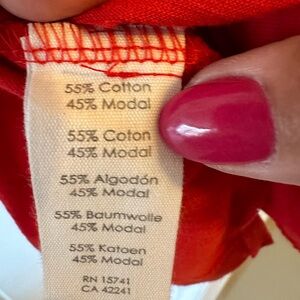 55% Cotton
45% Modal
55% Coton
45% Modal
55% Algodón
45% Modal
55% Baumwolle
45% Modal
55% Katoen
45% Modal
RN 15741
CA 42241